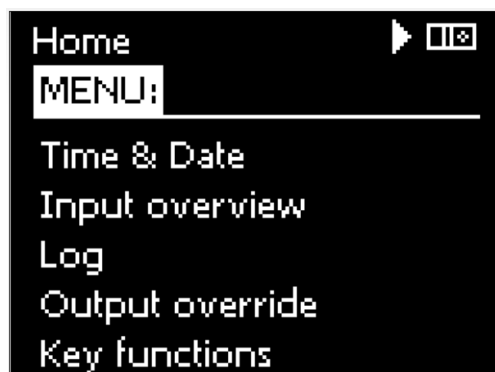 Home
MENU:
Time & Date
Input overview
Log
Output override
Key functions